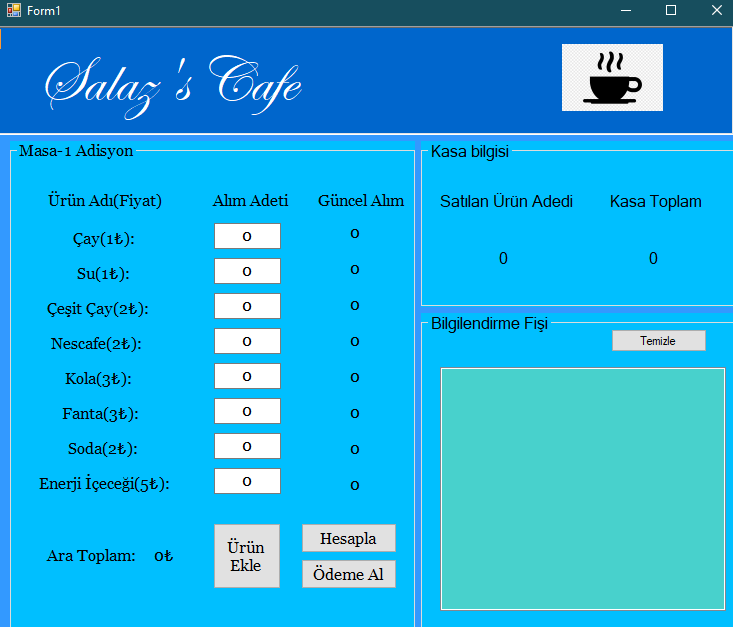 Form1
Salaz's Cafe
Masa-1 Adisyon
Ürün Adı(Fiyat) Alım Adeti Güncel Alım
Çay(1₺): 0 0
Su(1₺): 0 0
Çeşit Çay(2₺): 0 0
Nescafe(2₺): 0 0
Kola(3₺): 0 0
Fanta(3₺): 0 0
Soda(2₺): 0 0
Enerji İçeceği(5₺): 0 0
Ara Toplam: 0₺
Ürün
Ekle
Hesapla
Ödeme Al
Kasa bilgisi
Satılan Ürün Adedi Kasa Toplam
0 0
Bilgilendirme Fişi
Temizle